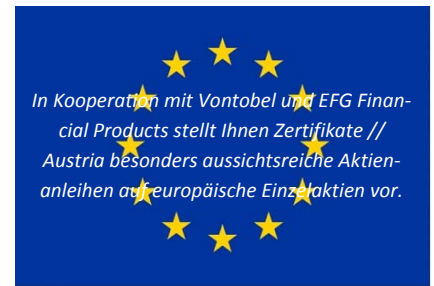 In Kooperation mit Vontobel und EFG Finan-
cial Products stellt Ihnen Zertifikate //
Austria besonders aussichtsreiche Aktien-
anleihen auf europäische Einzelaktien vor.